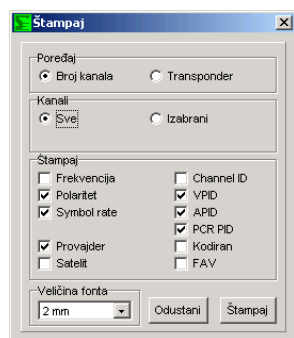 Štampaj
Poređaj
Broj kanala Transponder
Kanali
Sve Izabrani
Štampaj
Frekvencija Channel ID
Polaritet VPID
Symbol rate APID
PCR PID
Provajder Kodiran
Satelit FAV
Veličina fonta
2 mm Odustani Štampaj